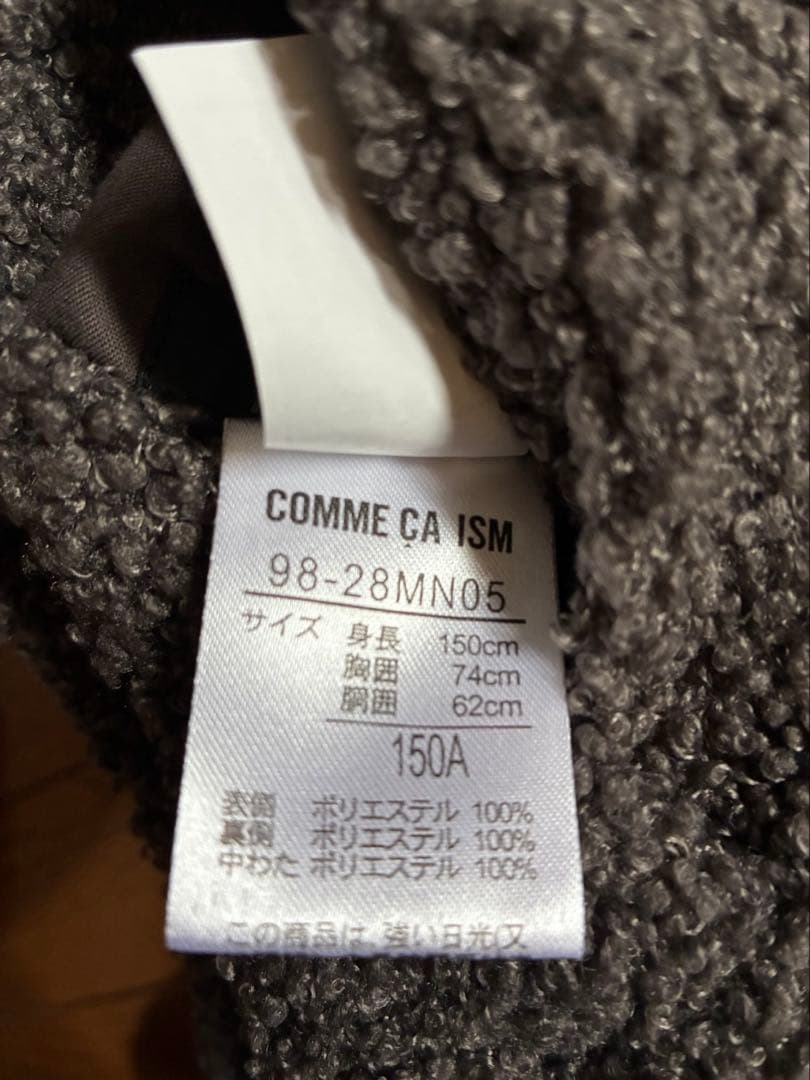 COMME ÇA ISM
98-28MN05
サイズ 身長 150cm
胸囲 74cm
胴囲 62cm
150A
表側 ポリエステル 100%
裏側 ポリエステル 100%
中わた ポリエステル 100%
この商品は、強い日光(又